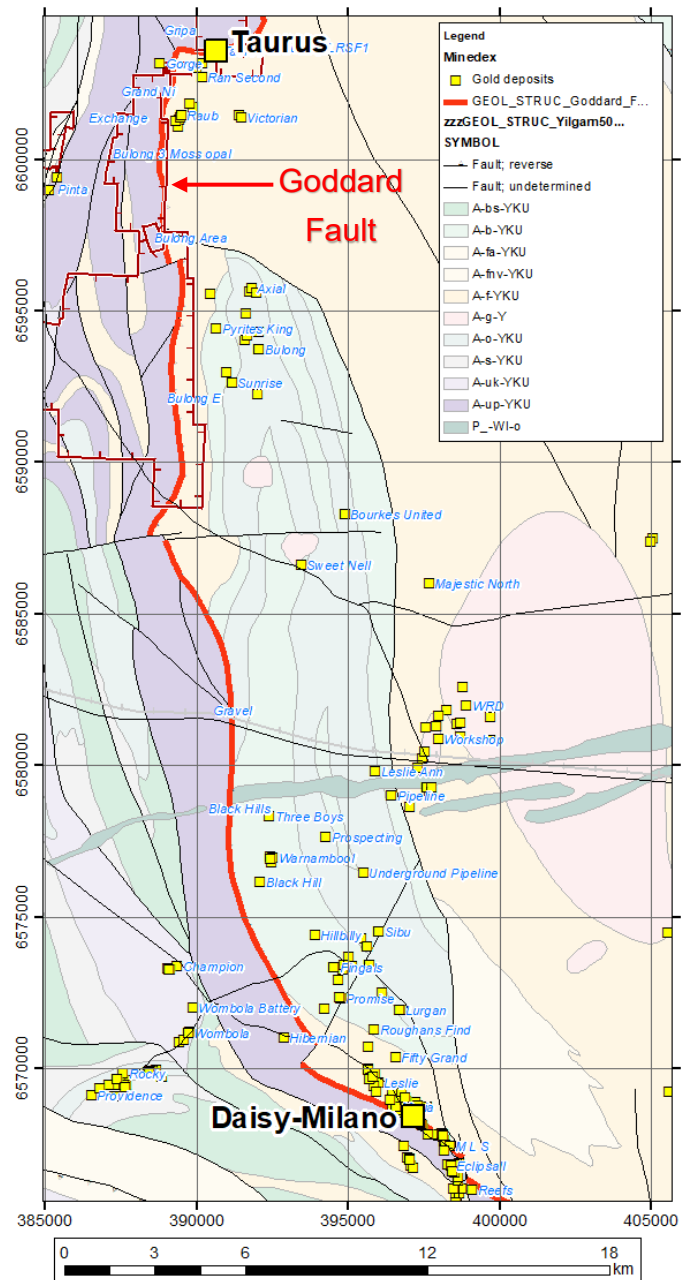 Gripa
Taurus
LRSF1
Gorge
Ran Second
Grand Ni
Exchange
Raub
Victorian
Bulong 3 Moss opal
Pinta
Goddard
Fault
Bulong Area
Axial
Pyrites King
Bulong
Sunrise
Bulong E
Bourkes United
Sweet Nell
Majestic North
Gravel
WRD
Workshop
Leslie Ann
Pipeline
Black Hills
Three Boys
Prospecting
Warnambool
Underground Pipeline
Black Hill
Hillbilly
Sibu
Champion
Fingals
Promise
Wombola Battery
Lurgan
Wombola
Hibernian
Roughans Find
Fifty Grand
Rocky
Leslie
Providence
Daisy-Milano
M L S
Eclipsall
Reefs
Legend
Minedex
Gold deposits
GEOL_STRUC_Goddard_F...
zzzGEOL_STRUC_Yilgarn50...
SYMBOL
Fault; reverse
Fault; undetermined
A-bs-YKU
A-b-YKU
A-fa-YKU
A-fnv-YKU
A-f-YKU
A-g-Y
A-o-YKU
A-s-YKU
A-uk-YKU
A-up-YKU
P_-WI-o
6600000
6595000
6590000
6585000
6580000
6575000
6570000
385000 390000 395000 400000 405000
0 3 6 12 18
km